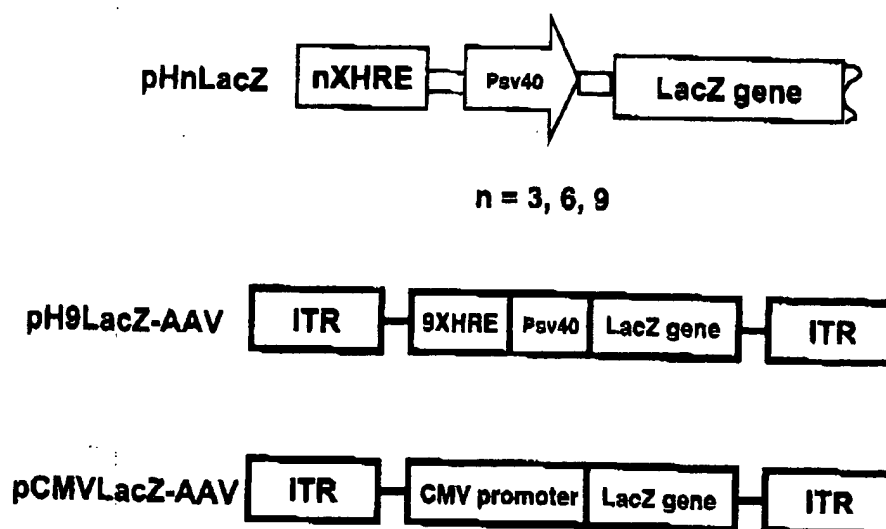 pHnLacZ nXHRE Psv40 LacZ gene
n = 3, 6, 9
pH9LacZ-AAV ITR 9XHRE Psv40 LacZ gene ITR
pCMVLacZ-AAV ITR CMV promoter LacZ gene ITR